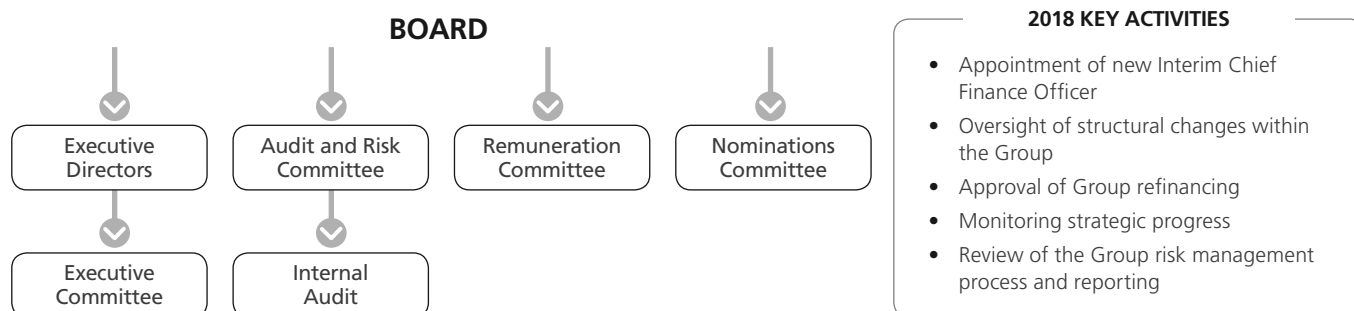 BOARD
Executive
Directors
Audit and Risk
Committee
Remuneration
Committee
Nominations
Committee
Executive
Committee
Internal
Audit
2018 KEY ACTIVITIES
• Appointment of new Interim Chief
Finance Officer
• Oversight of structural changes within
the Group
• Approval of Group refinancing
• Monitoring strategic progress
• Review of the Group risk management
process and reporting